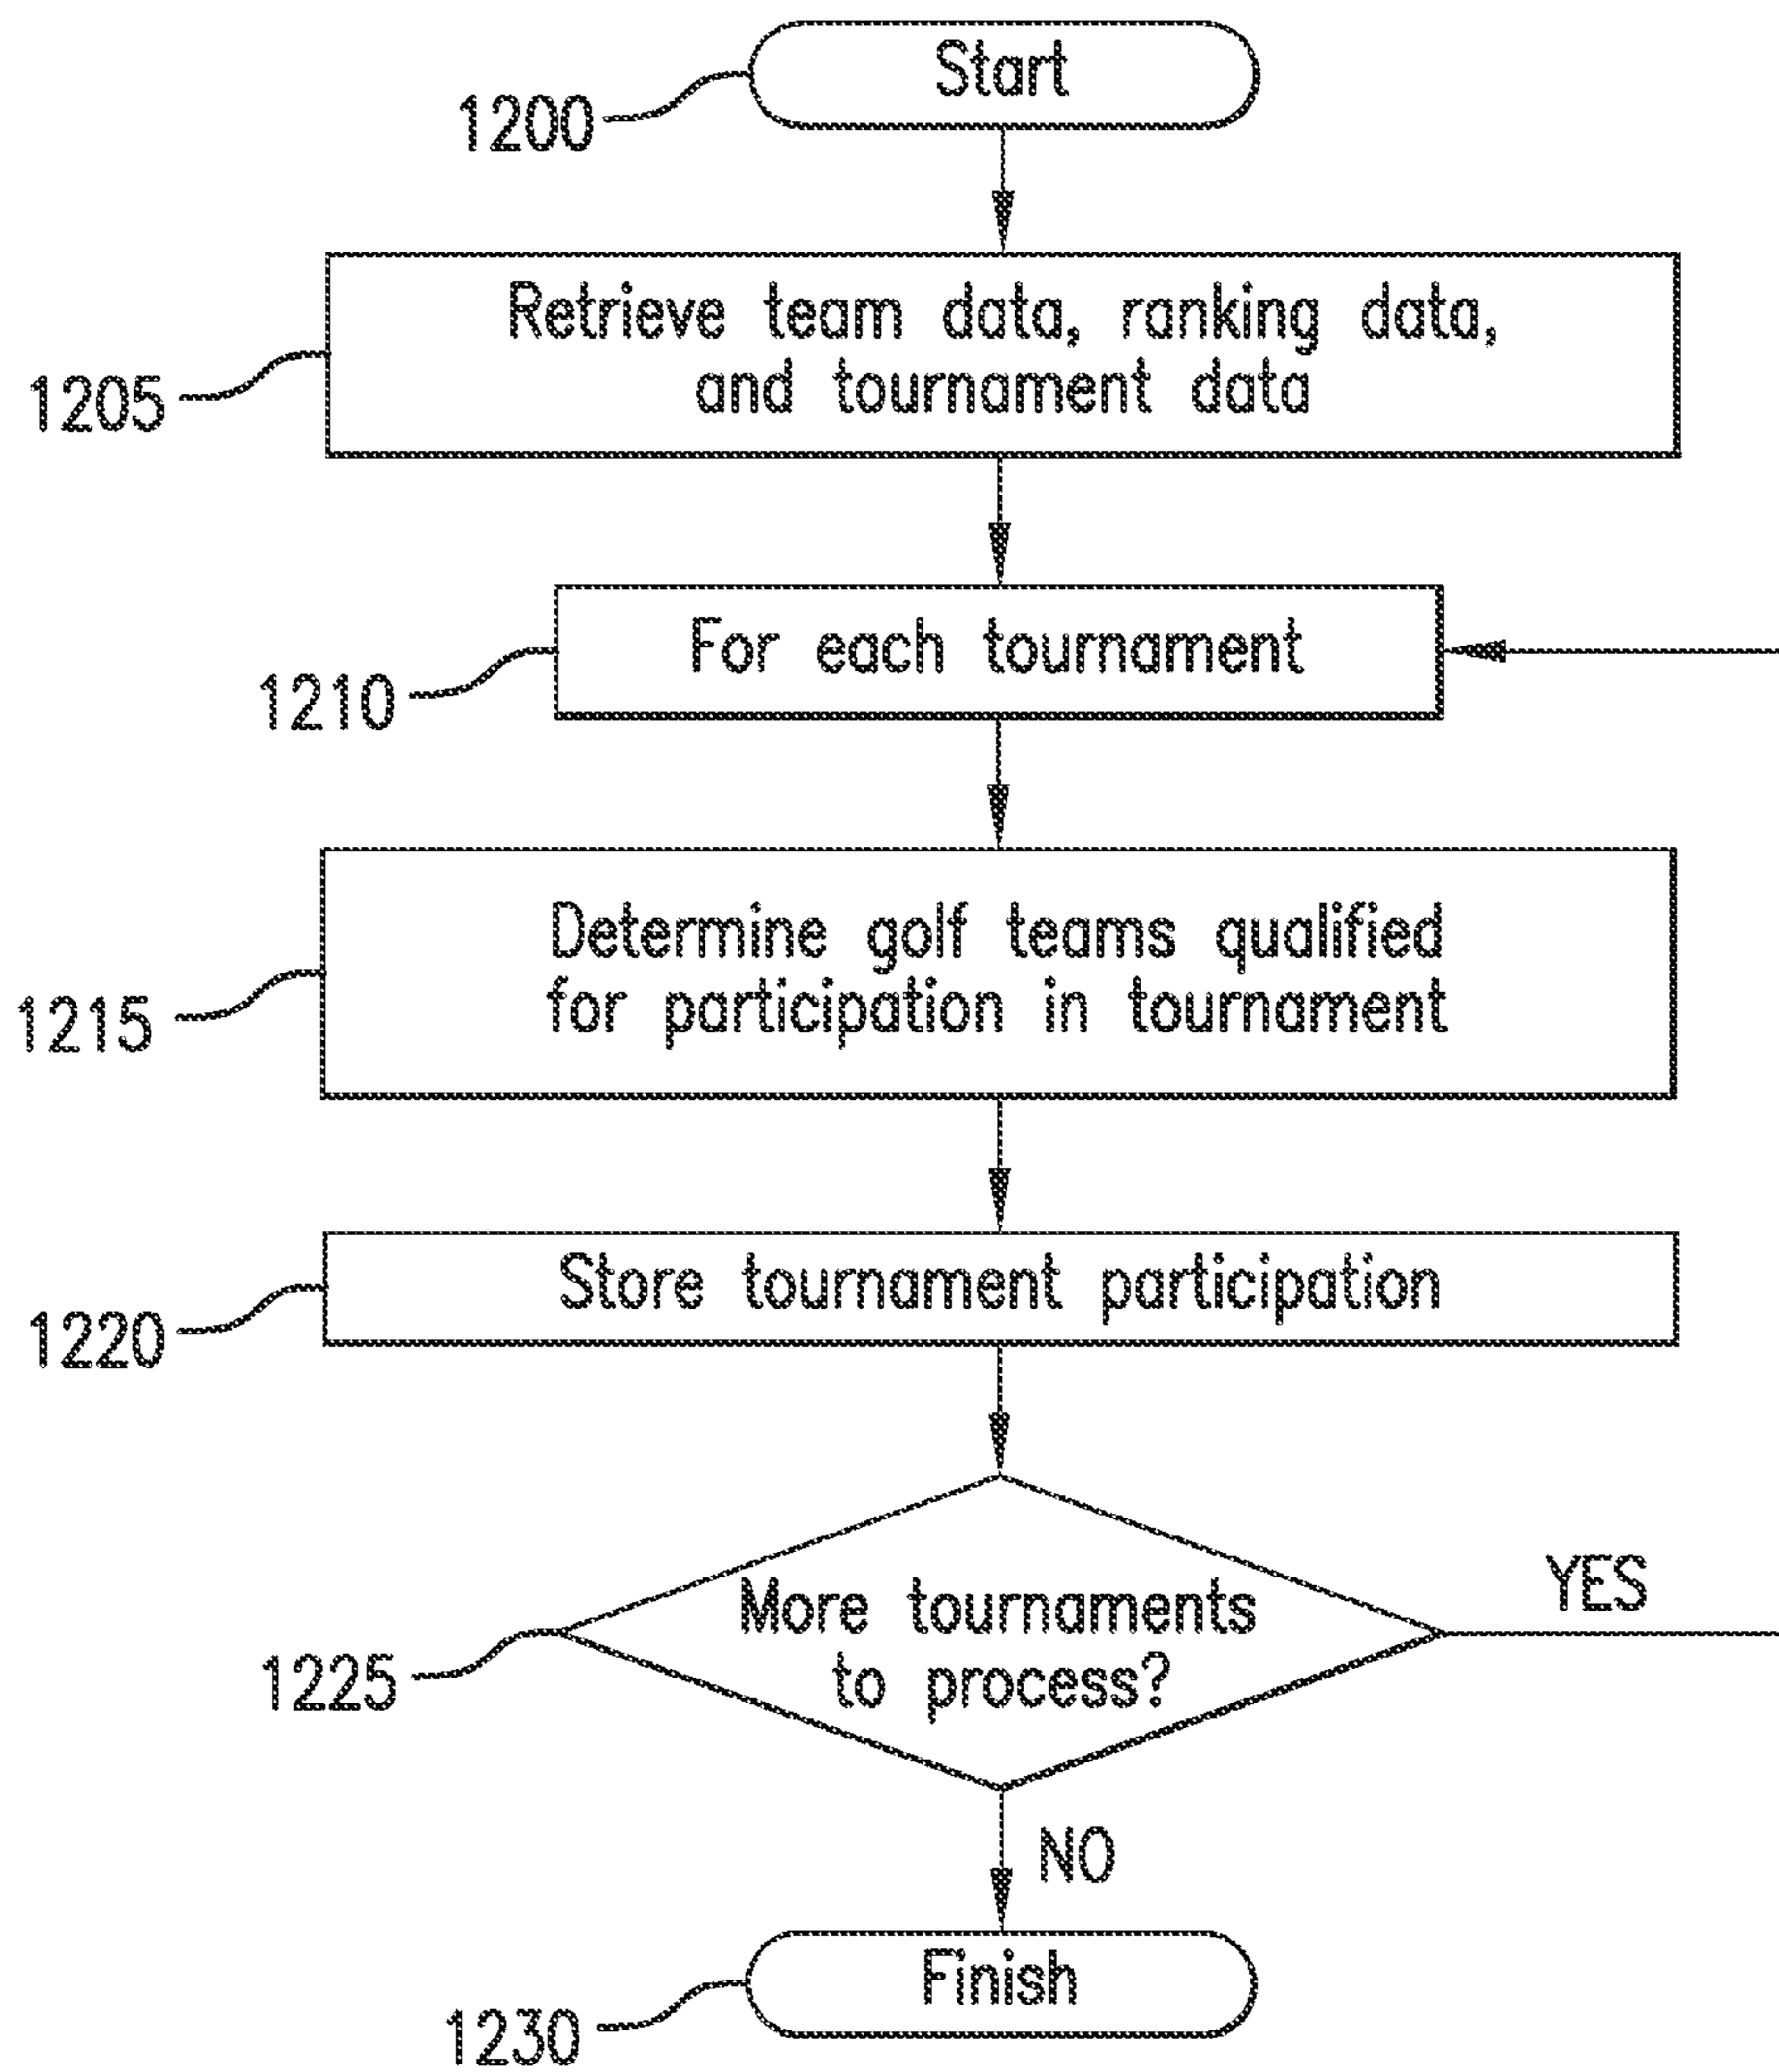 Start
1200
Retrieve team data, ranking data,
and tournament data
1205
For each tournament
1210
Determine golf teams qualified
for participation in tournament
1215
Store tournament participation
1220
More tournaments
to process?
YES
1225
NO
Finish
1230